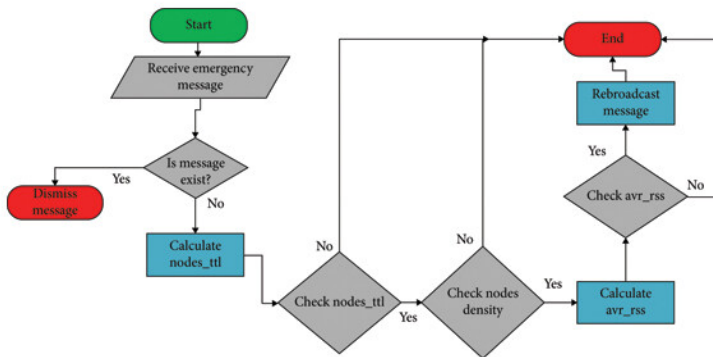 Start
Receive emergency
message
Is message
exist?
Yes
Dismiss
message
No
Calculate
nodes_ttl
Check nodes_ttl
No
Yes
Check nodes
density
No
Yes
Calculate
avr_rss
Check avr_rss
No
Yes
Rebroadcast
message
End